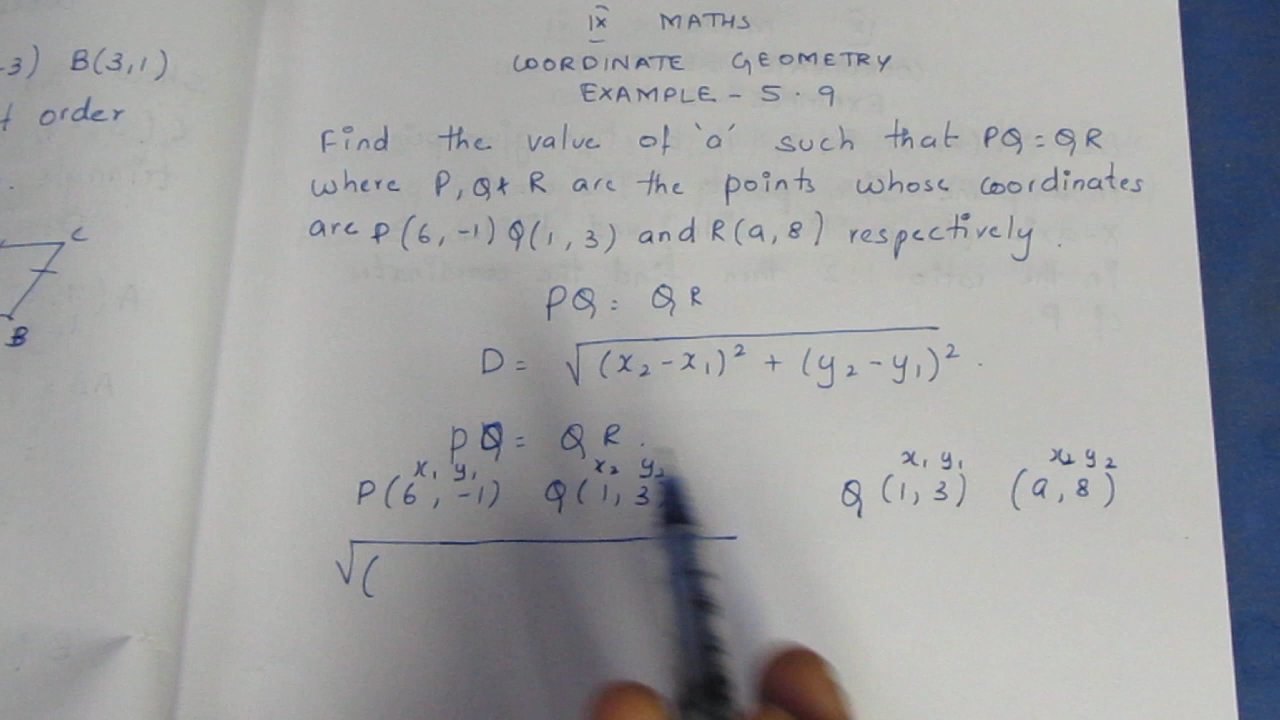 -3) B(3,1)
order
C
B
IX MATHS
COORDINATE GEOMETRY
EXAMPLE - 5.9
Find the value of 'a' such that PQ = QR
where P, Q & R are the points whose coordinates
are P(6, -1) Q(1, 3) and R(a, 8) respectively.
PQ = QR
D = √(x₂ - x₁)² + (y₂ - y₁)².
PQ = QR.
x₁ y₁ x₂ y₂ x₁ y₁ x₂ y₂
P(6, -1) Q(1, 3 Q (1, 3) (a, 8)
√(